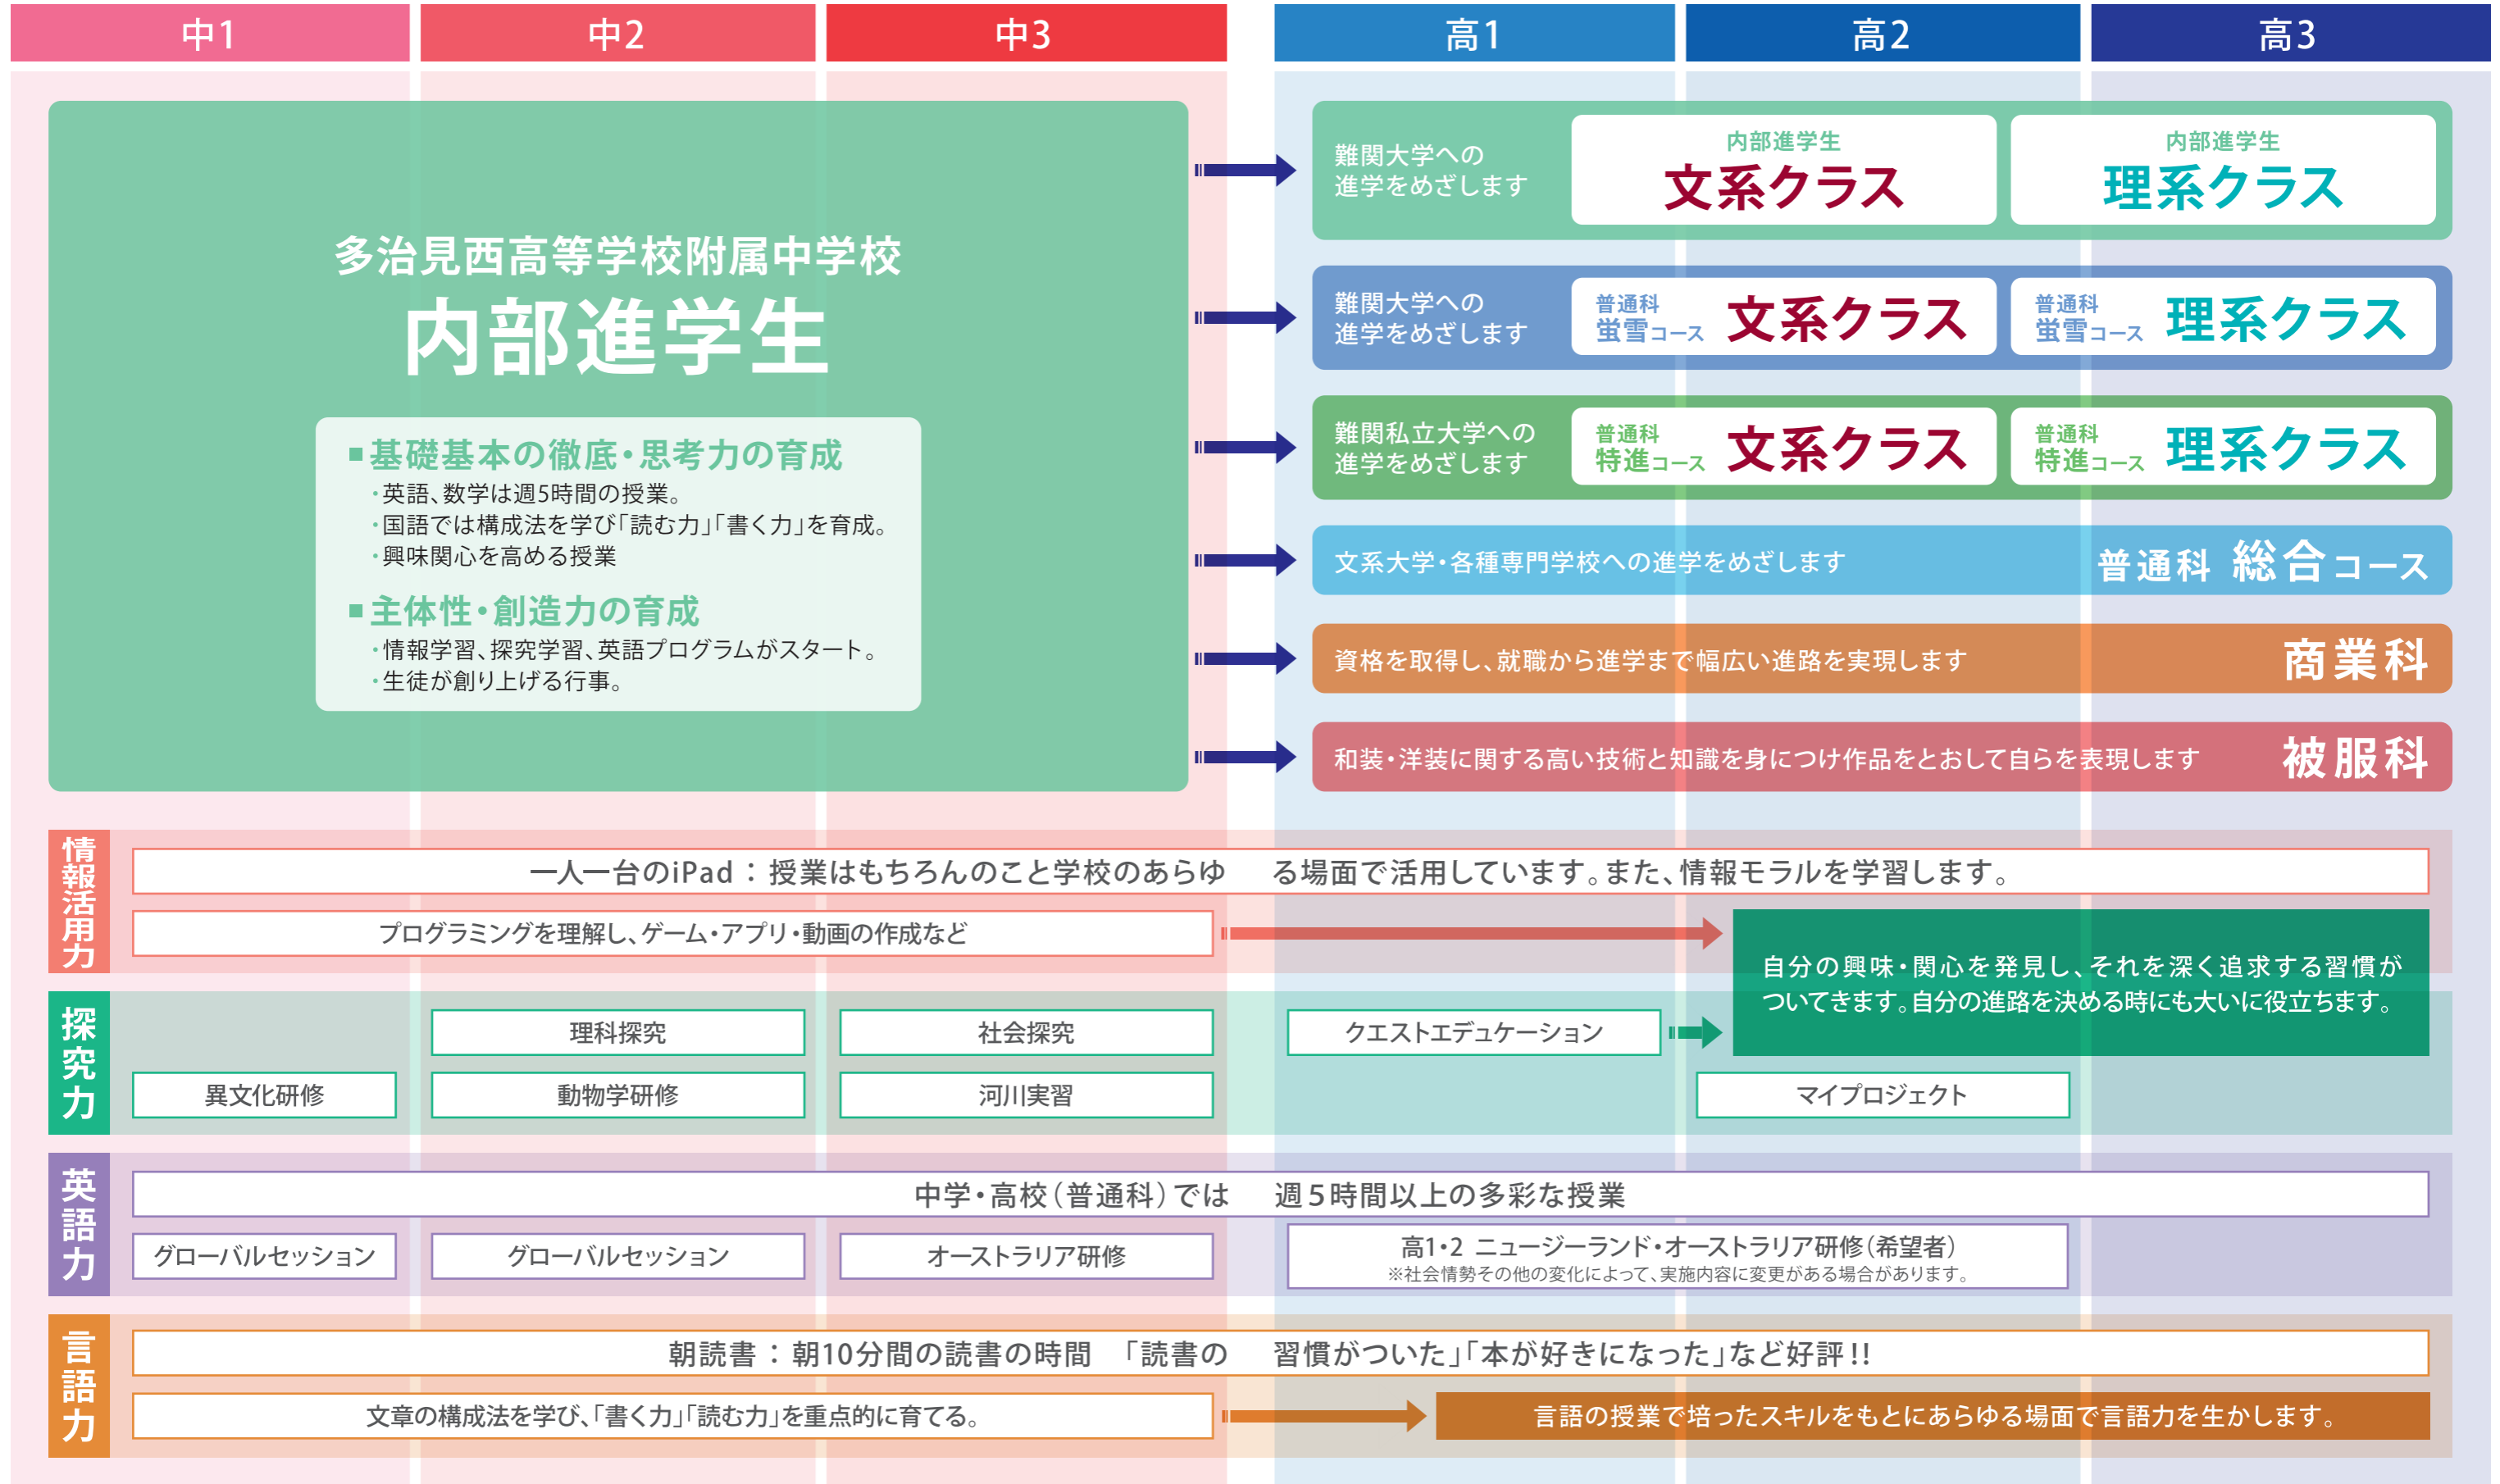 中1
中2
中3
高1
高2
高3
多治見西高等学校附属中学校
内部進学生
■基礎基本の徹底・思考力の育成
・英語、数学は週5時間の授業。
・国語では構成法を学び「読む力」「書く力」を育成。
・興味関心を高める授業
■主体性・創造力の育成
・情報学習、探究学習、英語プログラムがスタート。
・生徒が創り上げる行事。
難関大学への
進学をめざします
内部進学生
文系クラス
内部進学生
理系クラス
難関大学への
進学をめざします
普通科
蛍雪コース 文系クラス
普通科
蛍雪コース 理系クラス
難関私立大学への
進学をめざします
普通科
特進コース 文系クラス
普通科
特進コース 理系クラス
文系大学・各種専門学校への進学をめざします
普通科 総合コース
資格を取得し、就職から進学まで幅広い進路を実現します
商業科
和装・洋装に関する高い技術と知識を身につけ作品をとおして自らを表現します
被服科
情報活用力
一人一台のiPad：授業はもちろんのこと学校のあらゆる場面で活用しています。また、情報モラルを学習します。
プログラミングを理解し、ゲーム・アプリ・動画の作成など
自分の興味・関心を発見し、それを深く追求する習慣が
ついてきます。自分の進路を決める時にも大いに役立ちます。
探究力
理科探究
社会探究
クエストエデュケーション
異文化研修
動物学研修
河川実習
マイプロジェクト
英語力
中学・高校（普通科）では 週５時間以上の多彩な授業
グローバルセッション
グローバルセッション
オーストラリア研修
高1・2 ニュージーランド・オーストラリア研修（希望者）
※社会情勢その他の変化によって、実施内容に変更がある場合があります。
言語力
朝読書：朝10分間の読書の時間 「読書の習慣がついた」「本が好きになった」など好評!!
文章の構成法を学び、「書く力」「読む力」を重点的に育てる。
言語の授業で培ったスキルをもとにあらゆる場面で言語力を生かします。